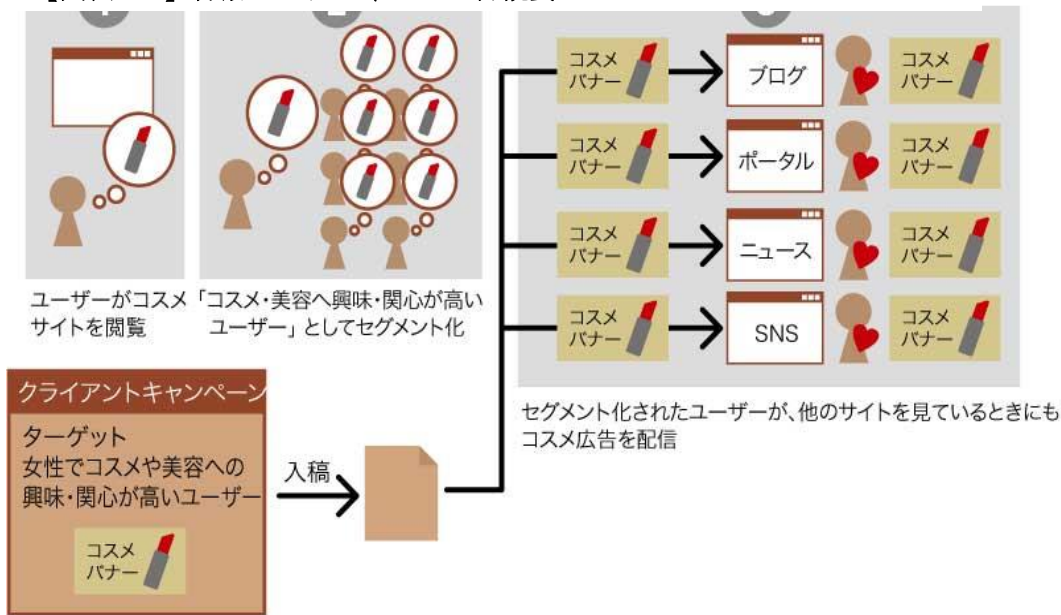 ユーザーがコスメ
サイトを閲覧
「コスメ・美容へ興味・関心が高い
ユーザー」としてセグメント化
コスメ
バナー
ブログ
コスメ
バナー
コスメ
バナー
ポータル
コスメ
バナー
コスメ
バナー
ニュース
コスメ
バナー
コスメ
バナー
SNS
コスメ
バナー
セグメント化されたユーザーが、他のサイトを見ているときにも
コスメ広告を配信
クライアントキャンペーン
ターゲット
女性でコスメや美容への
興味・関心が高いユーザー
コスメ
バナー
入稿